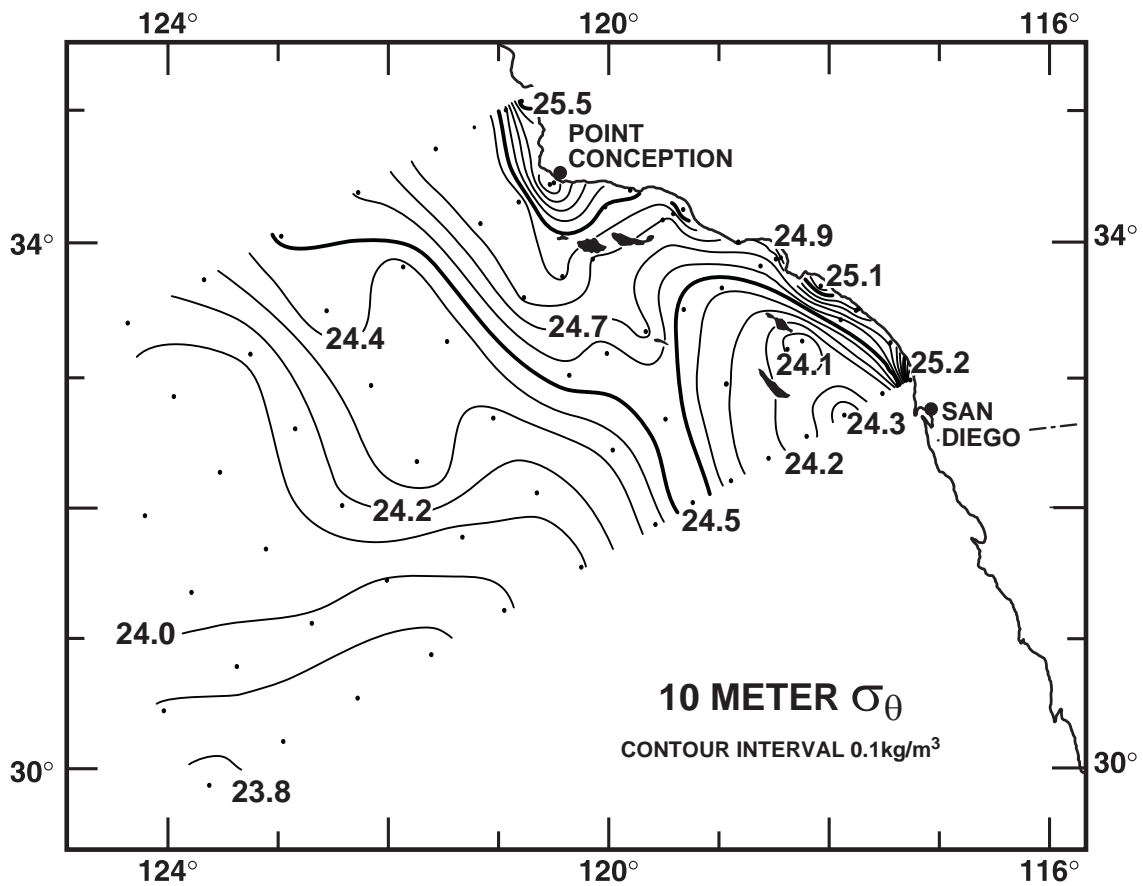 124° 120° 116°
25.5
POINT
CONCEPTION
34° 24.9 34°
25.1
24.7
24.4
24.1 25.2
24.3
SAN
DIEGO
24.2
24.2
24.5
24.0
10 METER σθ
CONTOUR INTERVAL 0.1kg/m³
30° 30°
23.8
124° 120° 116°